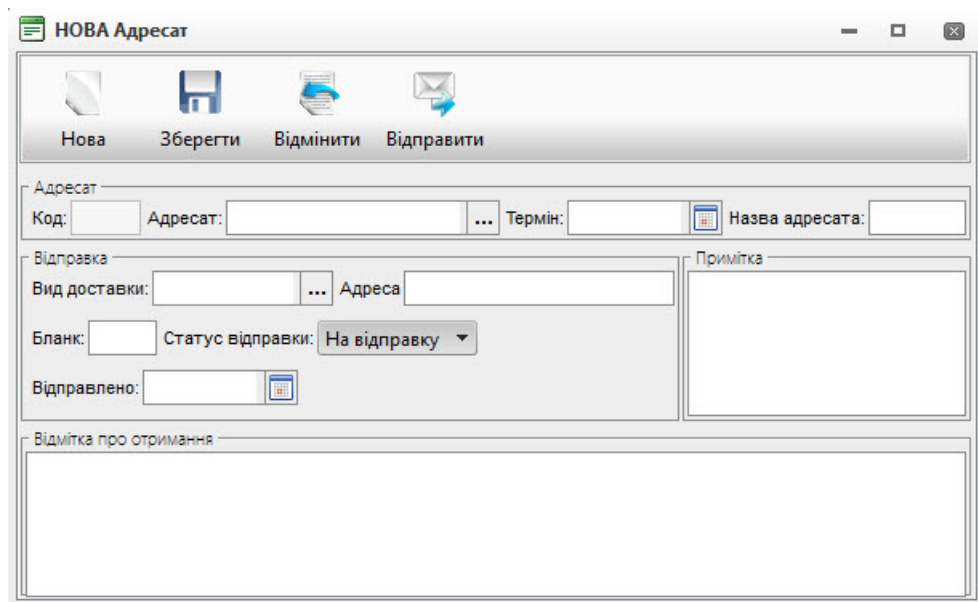 НОВА Адресат
Нова Зберегти Відмінити Відправити
Адресат
Код: Адресат: ... Термін: Назва адресата:
Відправка Примітка
Вид доставки: ... Адреса
Бланк: Статус відправки: На відправку
Відправлено:
Відмітка про отримання